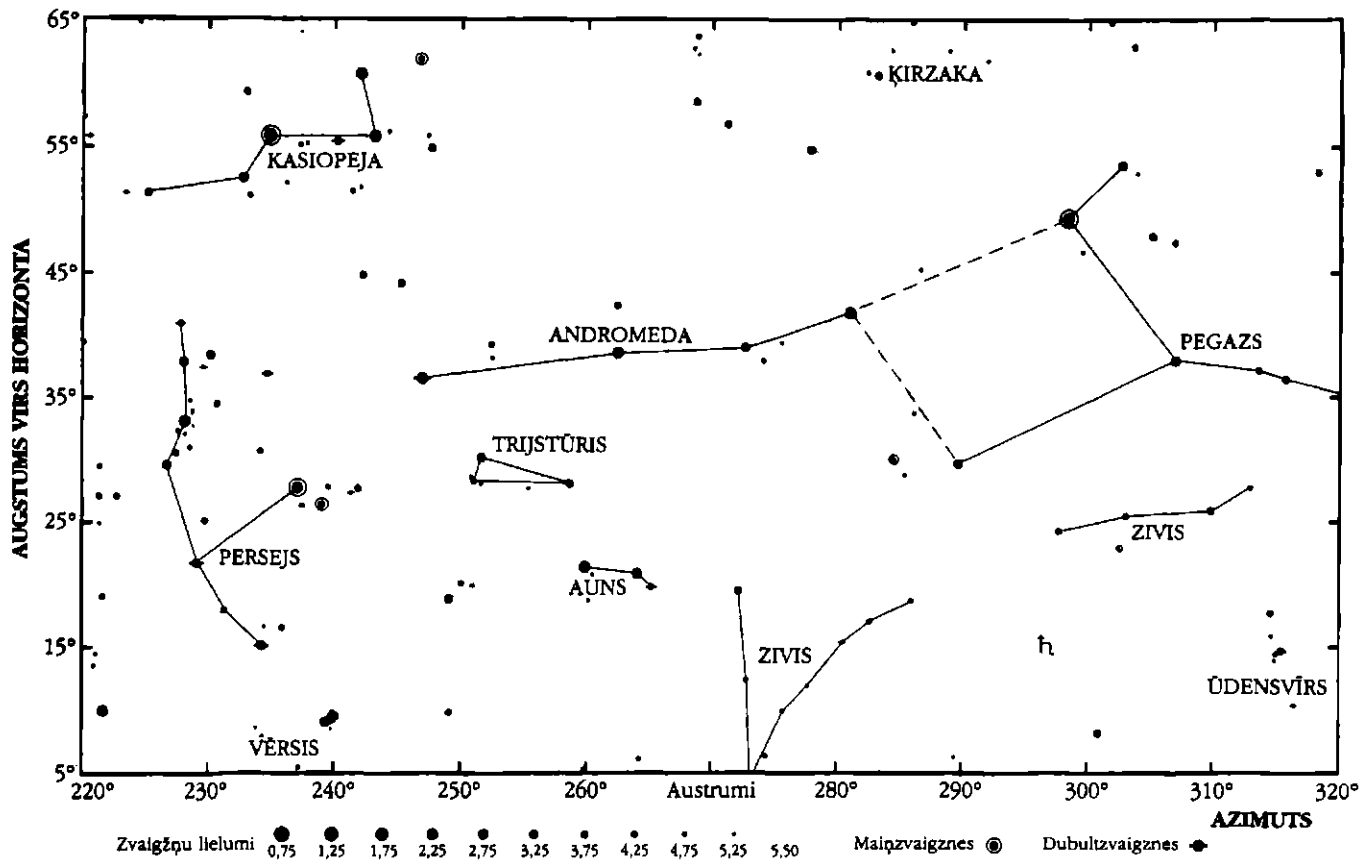 AUGSTUMS VIRS HORIZONTA
65°
55°
45°
35°
25°
15°
5°
ĶIRZAKA
KASIOPEJA
ANDROMEDA
PEGAZS
TRIJSTŪRIS
ZIVIS
PERSEJS
AUNS
ZIVIS
ħ
ŪDENSVĪRS
VĒRSIS
220° 230° 240° 250° 260° Austrumi 280° 290° 300° 310° 320°
AZIMUTS
Zvaigžņu lielumi 0,75 1,25 1,75 2,25 2,75 3,25 3,75 4,25 4,75 5,25 5,50 Maiņzvaigznes Dubultzvaigznes